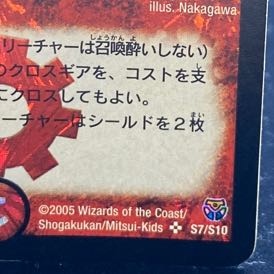 illus. Nakagawa
リーチャーは召喚酔いしない)
のクロスギアを、コストを支
にクロスしてもよい。
ーチャーはシールドを2枚
©2005 Wizards of the Coast/
Shogakukan/Mitsui-Kids
S7/S10